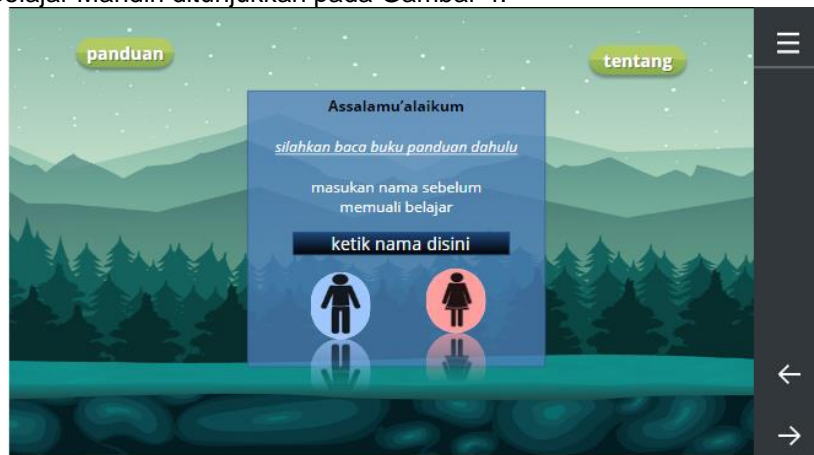 elajar Mandiri ditunjukkan pada Gambar 4.
panduan
tentang
Assalamu'alaikum
silahkan baca buku panduan dahulu
masukan nama sebelum
memuali belajar
ketik nama disini